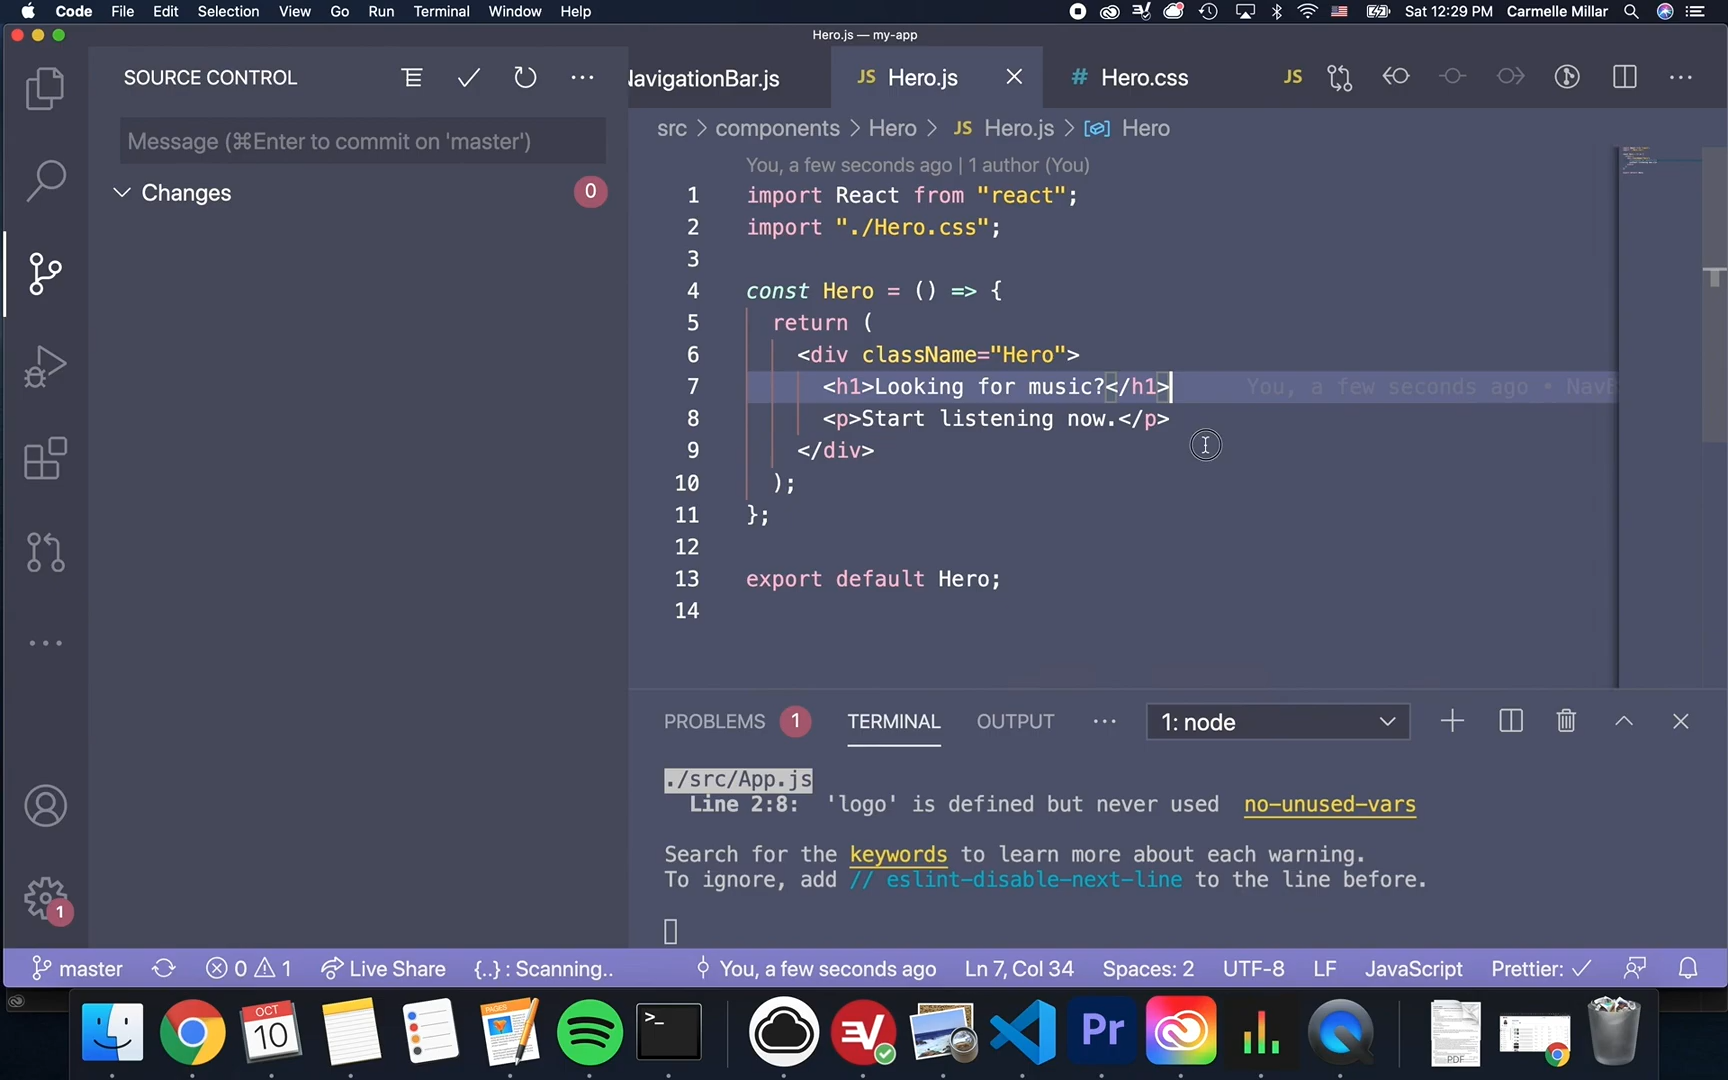 Code File Edit Selection View Go Run Terminal Window Help
Sat 12:29 PM Carmelle Millar
Hero.js — my-app
SOURCE CONTROL
Message (⌘Enter to commit on 'master')
Changes 0
NavigationBar.js
JS Hero.js
# Hero.css
JS
src > components > Hero > JS Hero.js > Hero
You, a few seconds ago | 1 author (You)
1 import React from "react";
2 import "./Hero.css";
3
4 const Hero = () => {
5 return (
6 <div className="Hero">
7 <h1>Looking for music?</h1> You, a few seconds ago • NavB
8 <p>Start listening now.</p>
9 </div>
10 );
11 };
12
13 export default Hero;
14
PROBLEMS 1 TERMINAL OUTPUT 1: node
./src/App.js
Line 2:8: 'logo' is defined but never used no-unused-vars
Search for the keywords to learn more about each warning.
To ignore, add // eslint-disable-next-line to the line before.
1
master 0 1 Live Share {..} : Scanning.. You, a few seconds ago Ln 7, Col 34 Spaces: 2 UTF-8 LF JavaScript Prettier: ✓
OCT
10
PAGES
>_
Pr
PDF